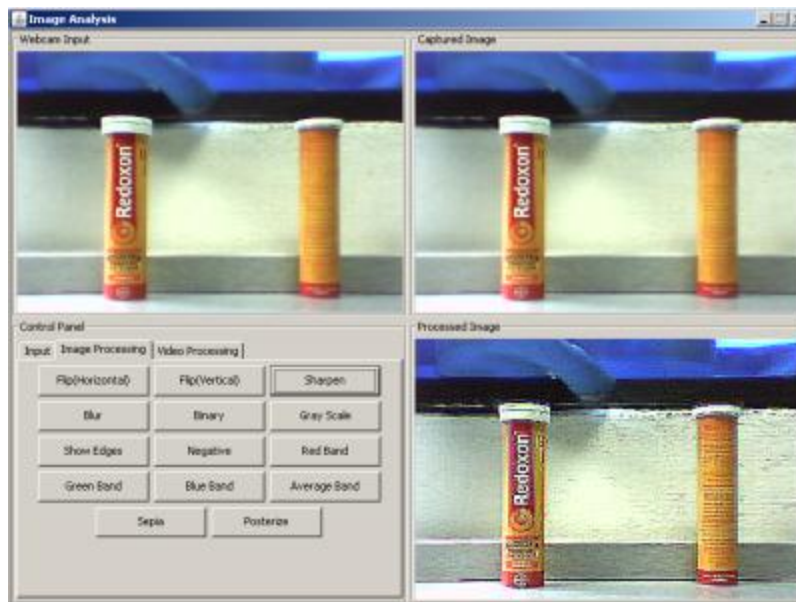 Image Analysis
Webcam Input
Captured Image
Redoxon
Redoxon
Control Panel
Processed Image
Input Image Processing Video Processing
Flip(Horizontal) Flip(Vertical) Sharpen
Blur Binary Gray Scale
Show Edges Negative Red Band
Green Band Blue Band Average Band
Sepia Posterize
Redoxon